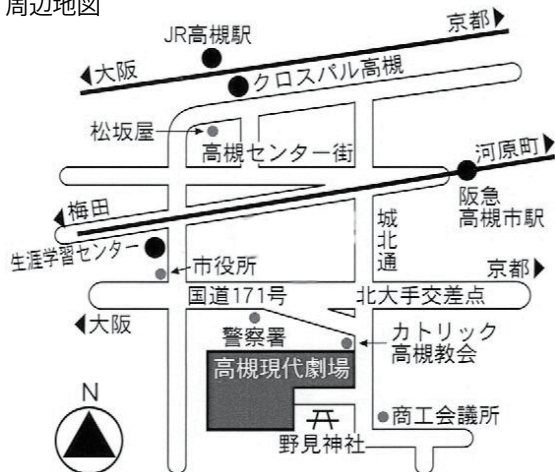 周辺地図
JR高槻駅
京都▶
◀大阪
クロスパル高槻
松坂屋
高槻センター街
河原町▶
◀梅田
阪急
高槻市駅
城北通
生涯学習センター
市役所
京都▶
国道171号
北大手交差点
◀大阪
警察署
カトリック
高槻教会
高槻現代劇場
N
商工会議所
野見神社